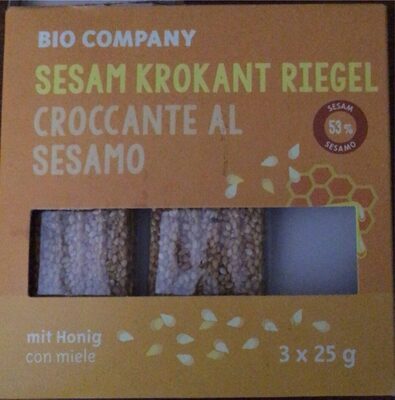 BIO COMPANY
SESAM KROKANT RIEGEL
CROCCANTE AL
SESAMO
SESAM
53%
SESAMO
mit Honig
con miele
3 x 25 g